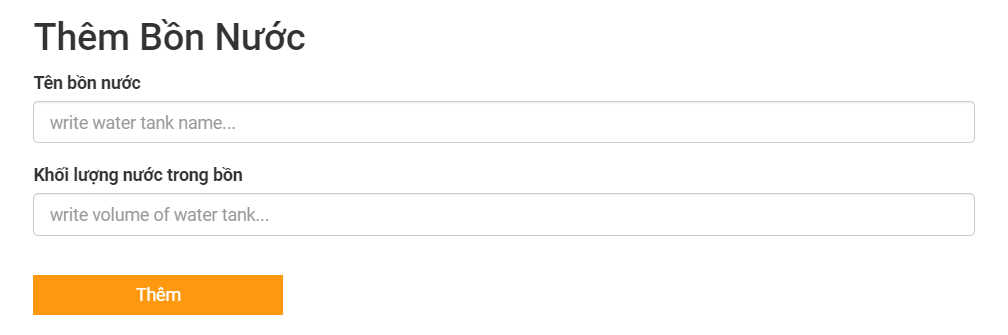 Thêm Bồn Nước
Tên bồn nước
write water tank name...
Khối lượng nước trong bồn
write volume of water tank...
Thêm